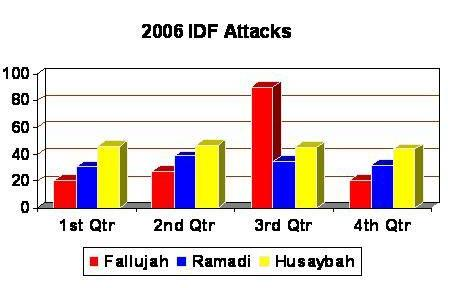 2006 IDF Attacks
100
80
60
40
20
0
1st Qtr 2nd Qtr 3rd Qtr 4th Qtr
Fallujah Ramadi Husaybah